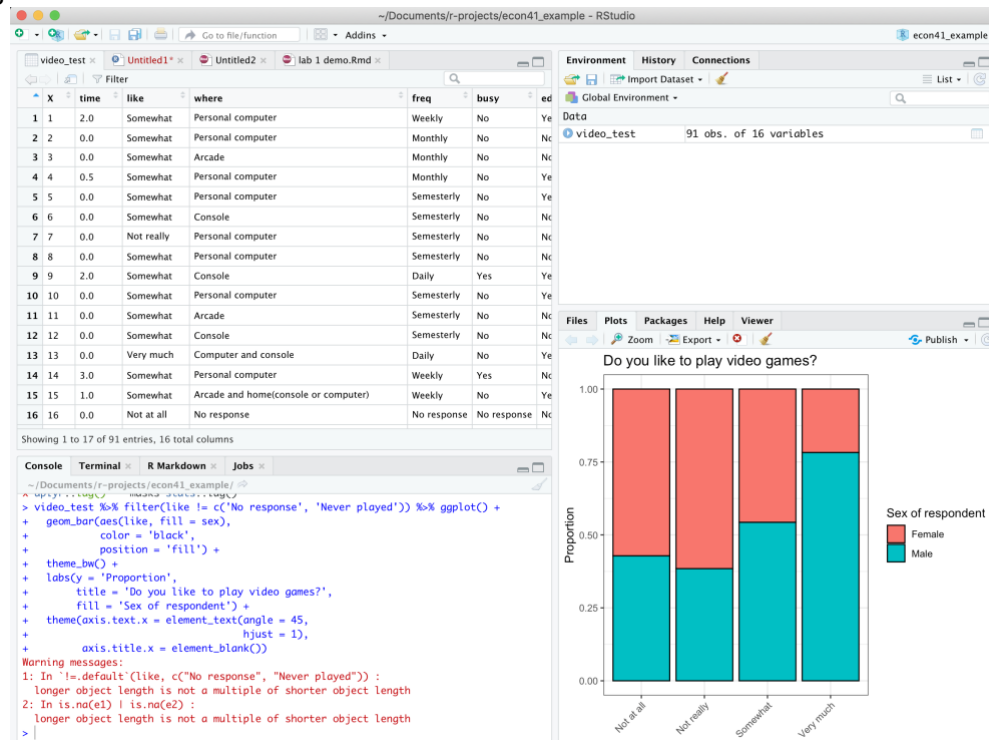 ~/Documents/r-projects/econ41_example - RStudio
Go to file/function
Addins
econ41_example
video_test
Untitled1*
Untitled2
lab 1 demo.Rmd
Filter
X time like where freq busy ed
1 1 2.0 Somewhat Personal computer Weekly No Ye
2 2 0.0 Somewhat Personal computer Monthly No No
3 3 0.0 Somewhat Arcade Monthly No No
4 4 0.5 Somewhat Personal computer Monthly No Ye
5 5 0.0 Somewhat Personal computer Semesterly No Ye
6 6 0.0 Somewhat Console Semesterly No No
7 7 0.0 Not really Personal computer Semesterly No No
8 8 0.0 Somewhat Personal computer Semesterly No No
9 9 2.0 Somewhat Console Daily Yes Ye
10 10 0.0 Somewhat Personal computer Semesterly No Ye
11 11 0.0 Somewhat Arcade Semesterly No No
12 12 0.0 Somewhat Console Semesterly No No
13 13 0.0 Very much Computer and console Daily No Ye
14 14 3.0 Somewhat Personal computer Weekly Yes No
15 15 1.0 Somewhat Arcade and home(console or computer) Weekly No Ye
16 16 0.0 Not at all No response No response No response No
Showing 1 to 17 of 91 entries, 16 total columns
Console Terminal R Markdown Jobs
~/Documents/r-projects/econ41_example/
> video_test %>% filter(like != c('No response', 'Never played')) %>% ggplot() +
+ geom_bar(aes(like, fill = sex),
+ color = 'black',
+ position = 'fill') +
+ theme_bw() +
+ labs(y = 'Proportion',
+ title = 'Do you like to play video games?',
+ fill = 'Sex of respondent') +
+ theme(axis.text.x = element_text(angle = 45,
+ hjust = 1),
+ axis.title.x = element_blank())
Warning messages:
1: In `!=.default`(like, c("No response", "Never played")) :
longer object length is not a multiple of shorter object length
2: In is.na(e1) | is.na(e2) :
longer object length is not a multiple of shorter object length
>
Environment History Connections
Import Dataset
List
Global Environment
Data
video_test 91 obs. of 16 variables
Files Plots Packages Help Viewer
Zoom Export Publish
Do you like to play video games?
1.00
0.75
0.50
0.25
0.00
Proportion
Not at all
Not really
Somewhat
Very much
Sex of respondent
Female
Male